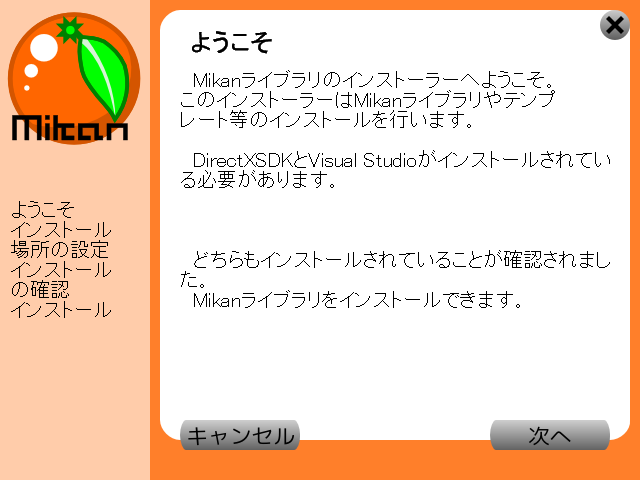 Mikan
ようこそ
インストール
場所の設定
インストール
の確認
インストール
ようこそ
Mikanライブラリのインストーラーへようこそ。
このインストーラーはMikanライブラリやテンプ
レート等のインストールを行います。
DirectXSDKとVisual Studioがインストールされてい
る必要があります。
どちらもインストールされていることが確認されまし
た。
Mikanライブラリをインストールできます。
キャンセル
次へ